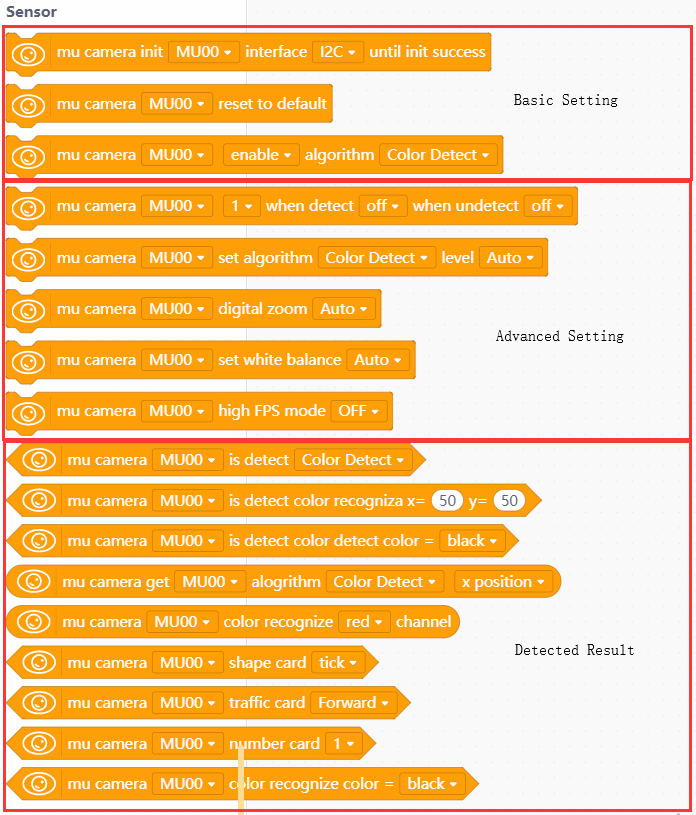 Sensor
mu camera init MU00 interface I2C until init success
mu camera MU00 reset to default
Basic Setting
mu camera MU00 enable algorithm Color Detect
mu camera MU00 1 when detect off when undetect off
mu camera MU00 set algorithm Color Detect level Auto
mu camera MU00 digital zoom Auto
Advanced Setting
mu camera MU00 set white balance Auto
mu camera MU00 high FPS mode OFF
mu camera MU00 is detect Color Detect
mu camera MU00 is detect color recogniza x= 50 y= 50
mu camera MU00 is detect color detect color = black
mu camera get MU00 alogrithm Color Detect x position
mu camera MU00 color recognize red channel
Detected Result
mu camera MU00 shape card tick
mu camera MU00 traffic card Forward
mu camera MU00 number card 1
mu camera MU00 color recognize color = black